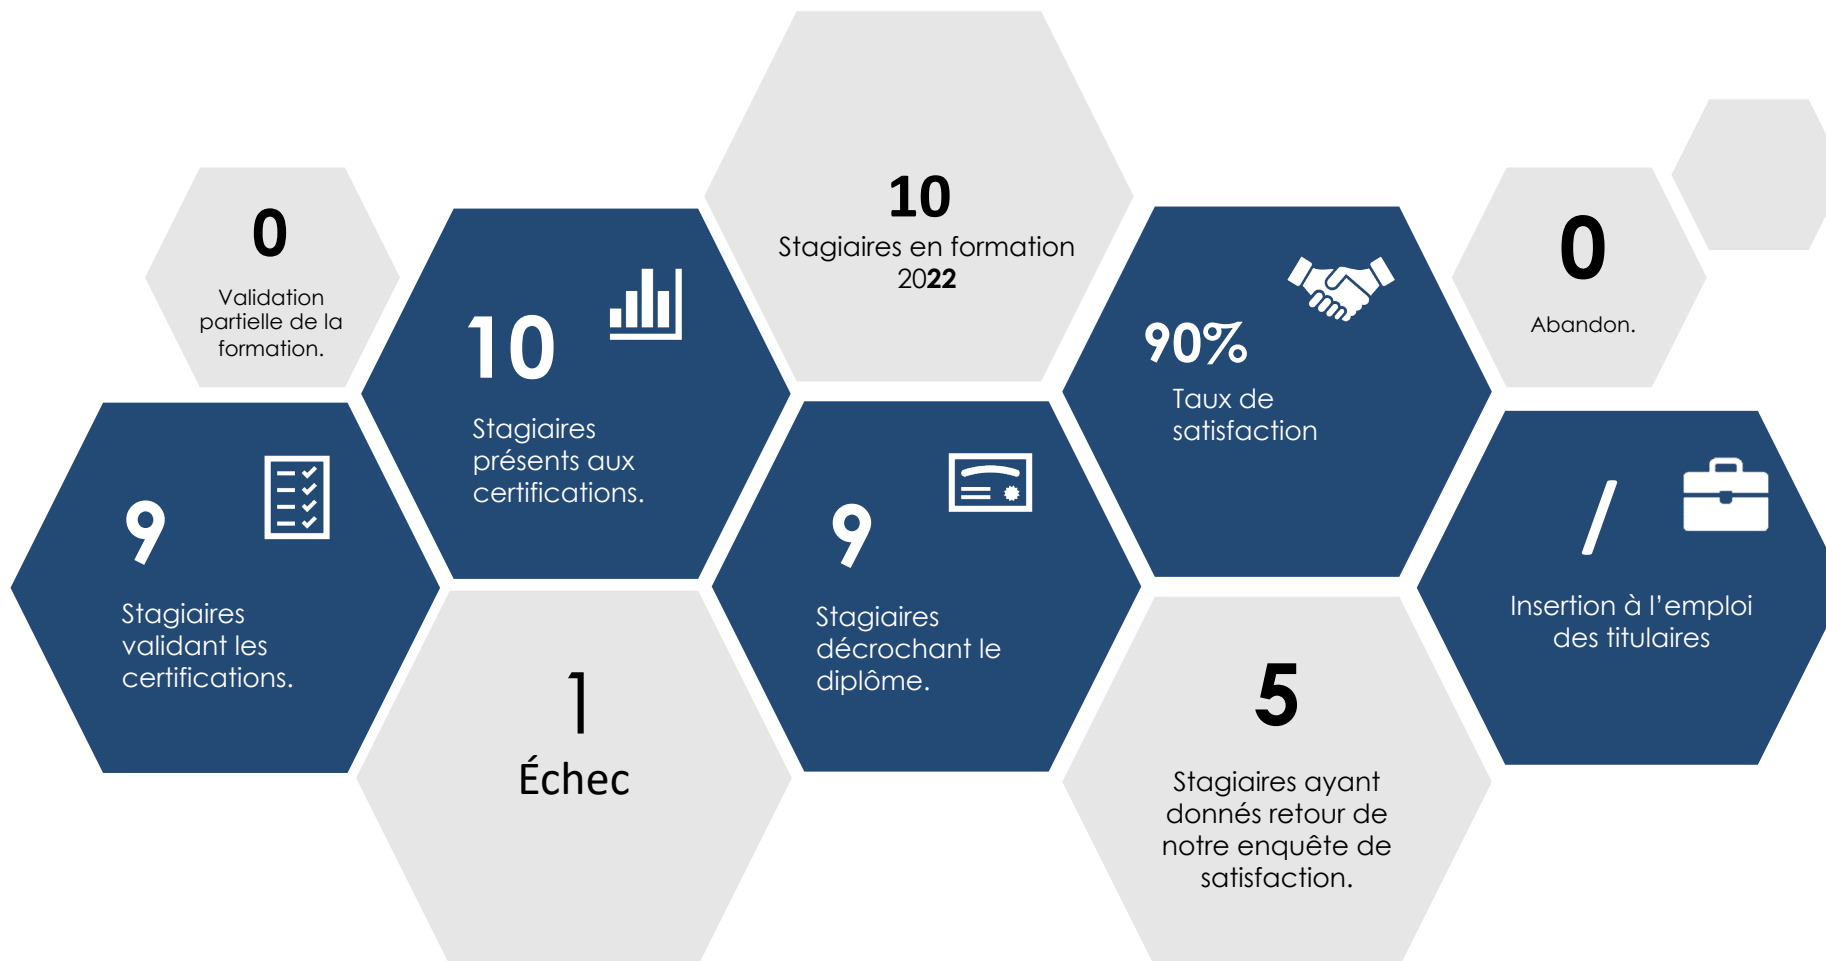 10
Stagiaires en formation
2022
0
Validation
partielle de la
formation.
10
Stagiaires
présents aux
certifications.
90%
Taux de
satisfaction
0
Abandon.
9
Stagiaires
validant les
certifications.
9
Stagiaires
décrochant le
diplôme.
/
Insertion à l’emploi
des titulaires
1
Échec
5
Stagiaires ayant
donnés retour de
notre enquête de
satisfaction.